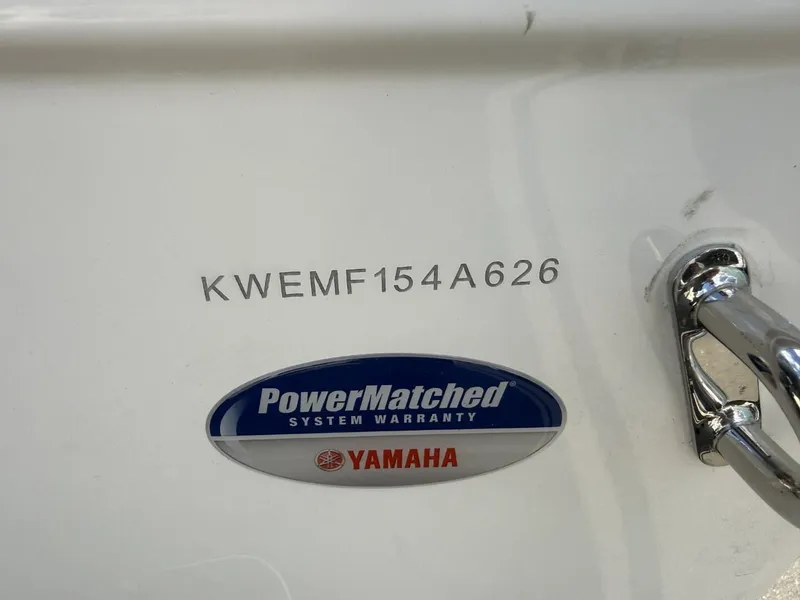 KWEMF154A626
PowerMatched®
SYSTEM WARRANTY
YAMAHA